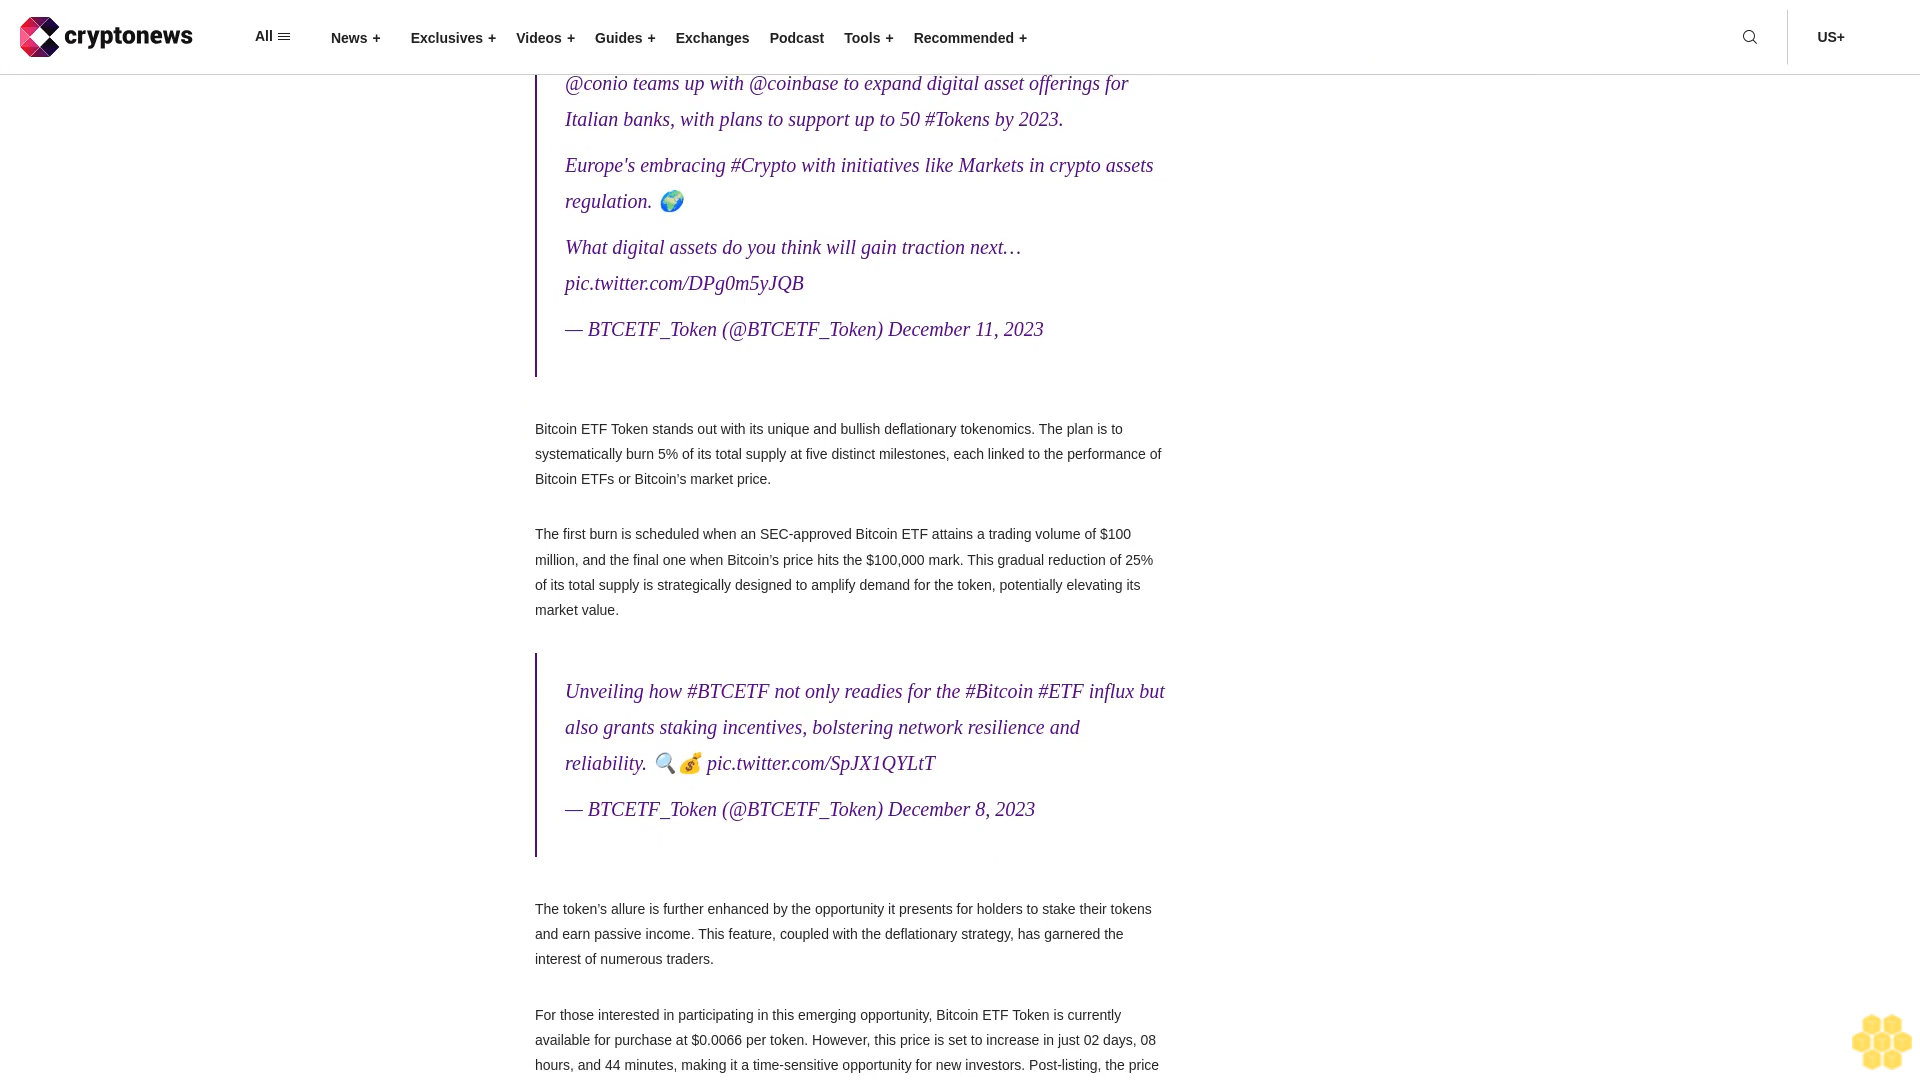 cryptonews
All
News +
Exclusives +
Videos +
Guides +
Exchanges
Podcast
Tools +
Recommended +
US+
@conio teams up with @coinbase to expand digital asset offerings for
Italian banks, with plans to support up to 50 #Tokens by 2023.
Europe's embracing #Crypto with initiatives like Markets in crypto assets
regulation. 🌍
What digital assets do you think will gain traction next…
pic.twitter.com/DPg0m5yJQB
— BTCETF_Token (@BTCETF_Token) December 11, 2023
Bitcoin ETF Token stands out with its unique and bullish deflationary tokenomics. The plan is to
systematically burn 5% of its total supply at five distinct milestones, each linked to the performance of
Bitcoin ETFs or Bitcoin’s market price.
The first burn is scheduled when an SEC-approved Bitcoin ETF attains a trading volume of $100
million, and the final one when Bitcoin’s price hits the $100,000 mark. This gradual reduction of 25%
of its total supply is strategically designed to amplify demand for the token, potentially elevating its
market value.
Unveiling how #BTCETF not only readies for the #Bitcoin #ETF influx but
also grants staking incentives, bolstering network resilience and
reliability. 🔍💰 pic.twitter.com/SpJX1QYLtT
— BTCETF_Token (@BTCETF_Token) December 8, 2023
The token’s allure is further enhanced by the opportunity it presents for holders to stake their tokens
and earn passive income. This feature, coupled with the deflationary strategy, has garnered the
interest of numerous traders.
For those interested in participating in this emerging opportunity, Bitcoin ETF Token is currently
available for purchase at $0.0066 per token. However, this price is set to increase in just 02 days, 08
hours, and 44 minutes, making it a time-sensitive opportunity for new investors. Post-listing, the price